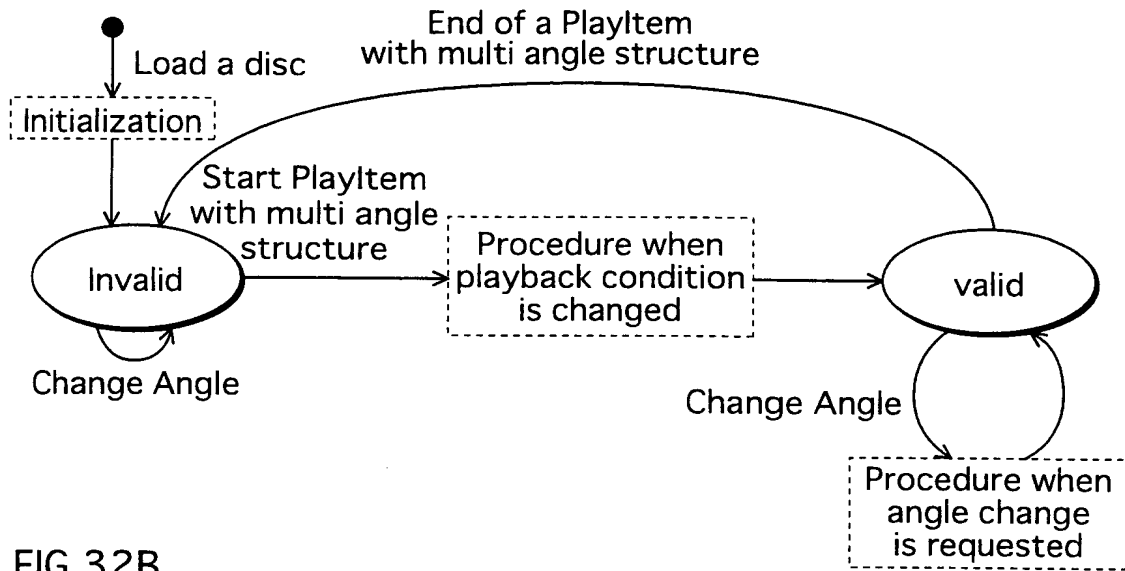 End of a PlayItem
with multi angle structure
Load a disc
Initialization
Start PlayItem
with multi angle
structure
Procedure when
playback condition
is changed
Invalid
valid
Change Angle
Change Angle
Procedure when
angle change
is requested
FIG.32B